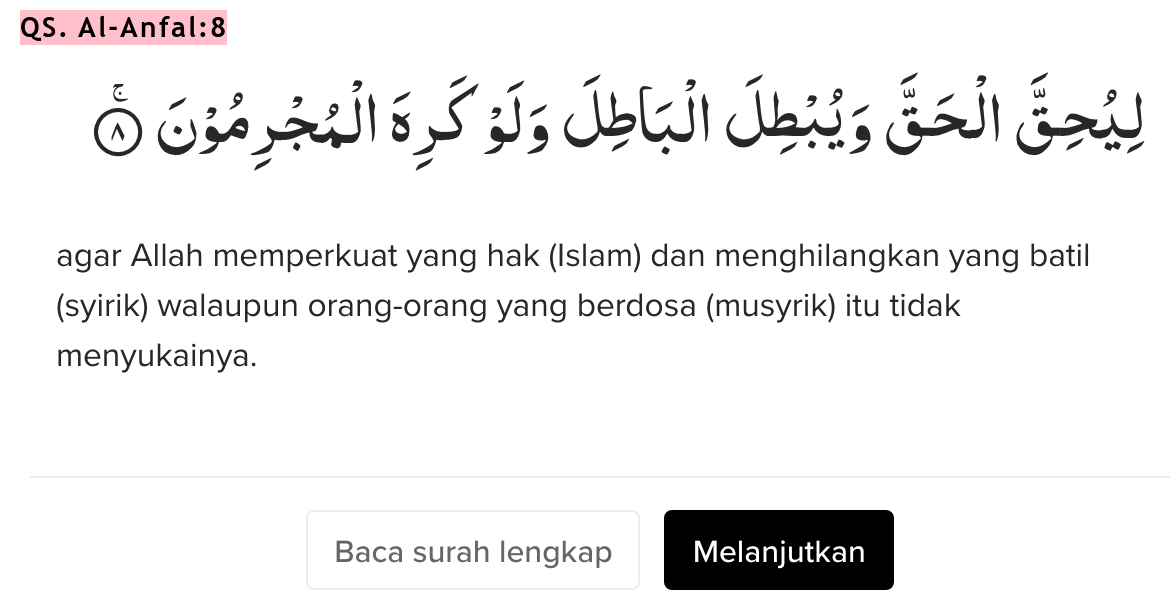 QS. Al-Anfal:8
لِيُحِقَّ الْحَقَّ وَيُبْطِلَ الْبَاطِلَ وَلَوْ كَرِهَ الْمُجْرِمُوْنَۚ ٨
agar Allah memperkuat yang hak (Islam) dan menghilangkan yang batil
(syirik) walaupun orang-orang yang berdosa (musyrik) itu tidak
menyukainya.
Baca surah lengkap
Melanjutkan